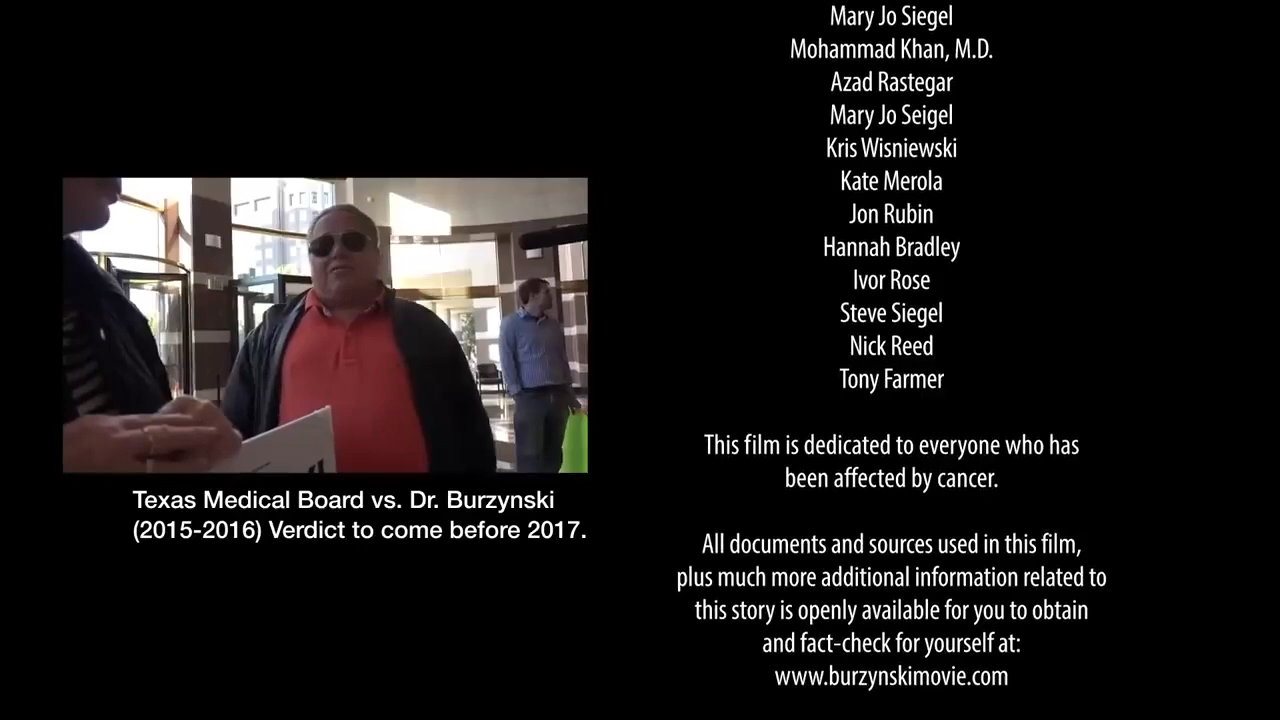 Mary Jo Siegel
Mohammad Khan, M.D.
Azad Rastegar
Mary Jo Seigel
Kris Wisniewski
Kate Merola
Jon Rubin
Hannah Bradley
Ivor Rose
Steve Siegel
Nick Reed
Tony Farmer
This film is dedicated to everyone who has
been affected by cancer.
All documents and sources used in this film,
plus much more additional information related to
this story is openly available for you to obtain
and fact-check for yourself at:
www.burzynskimovie.com
Texas Medical Board vs. Dr. Burzynski
(2015-2016) Verdict to come before 2017.